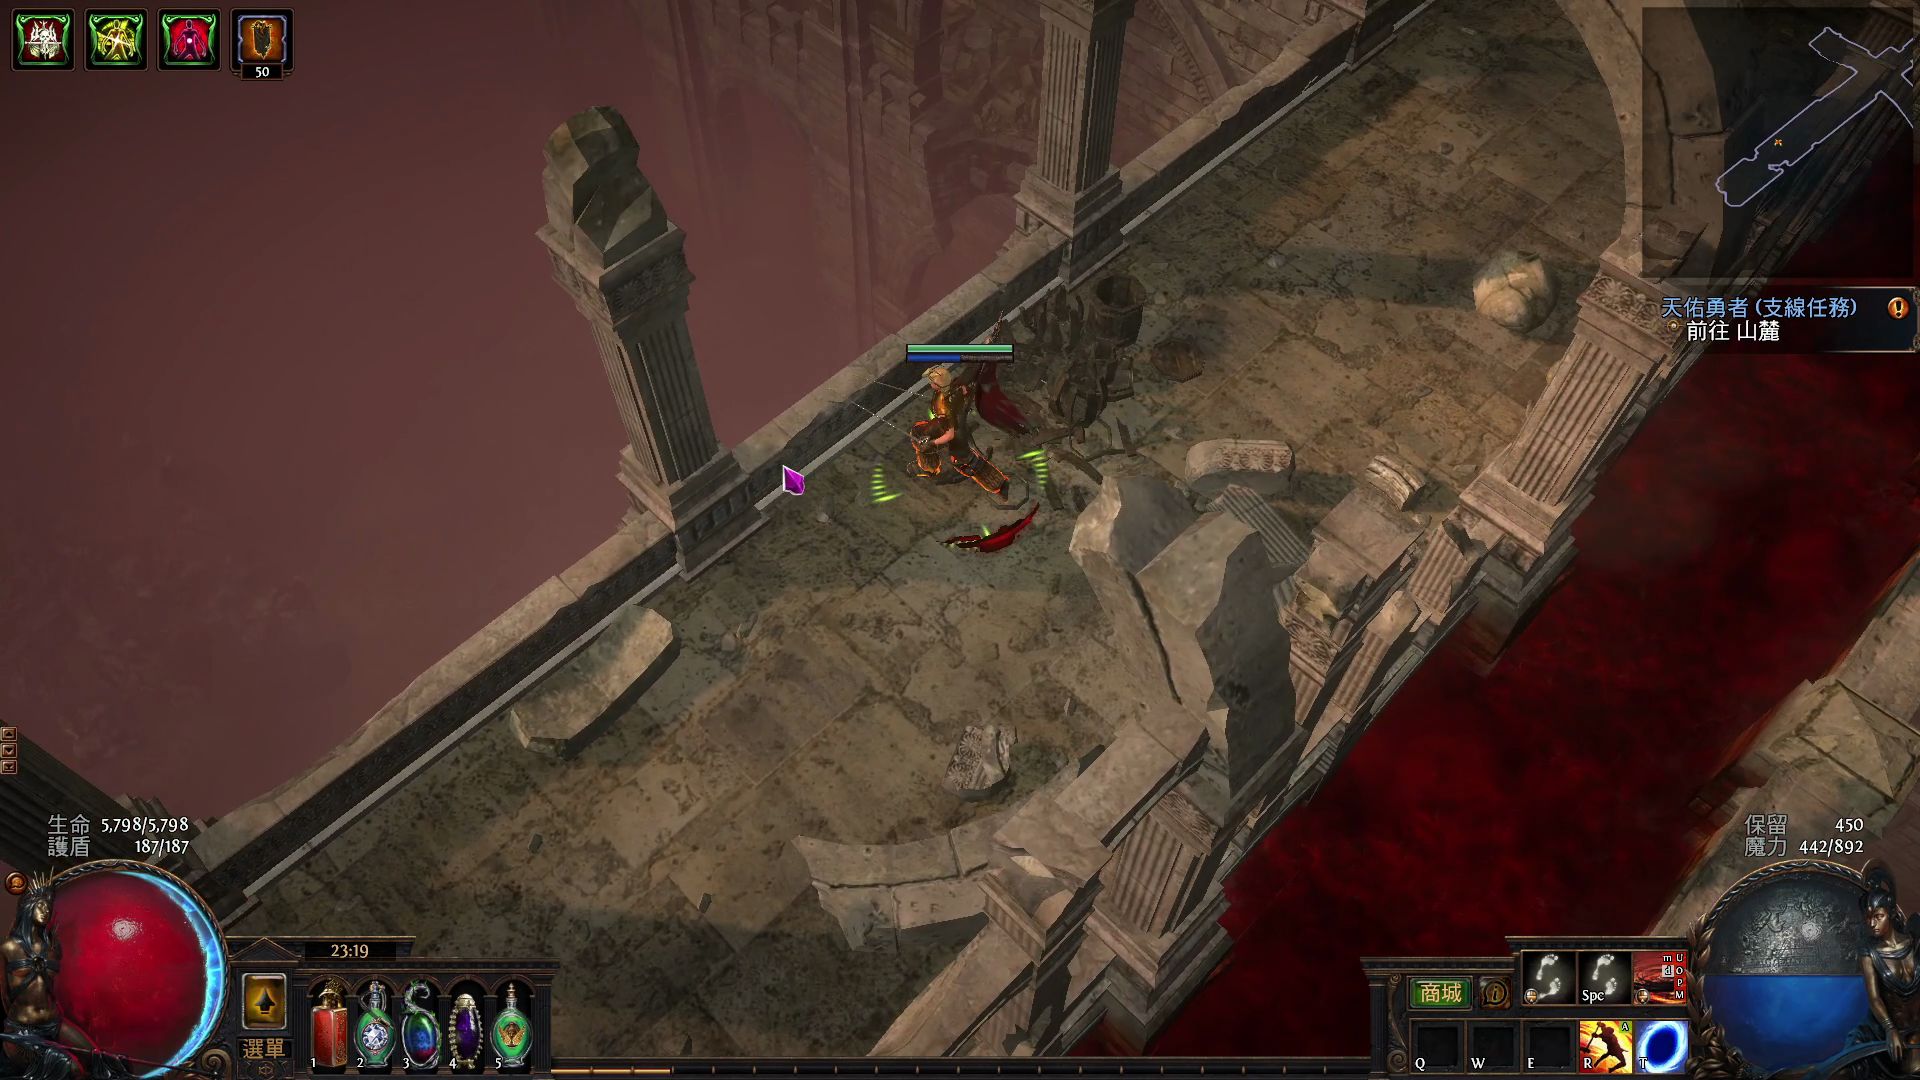 50
天佑勇者 (支線任務)
前往 山麓
生命 5,798/5,798
護盾 187/187
保留 450
魔力 442/892
23:19
選單
1 2 3 4 5
商城
Spc
m U
d O
P
M
A
Q W E R T